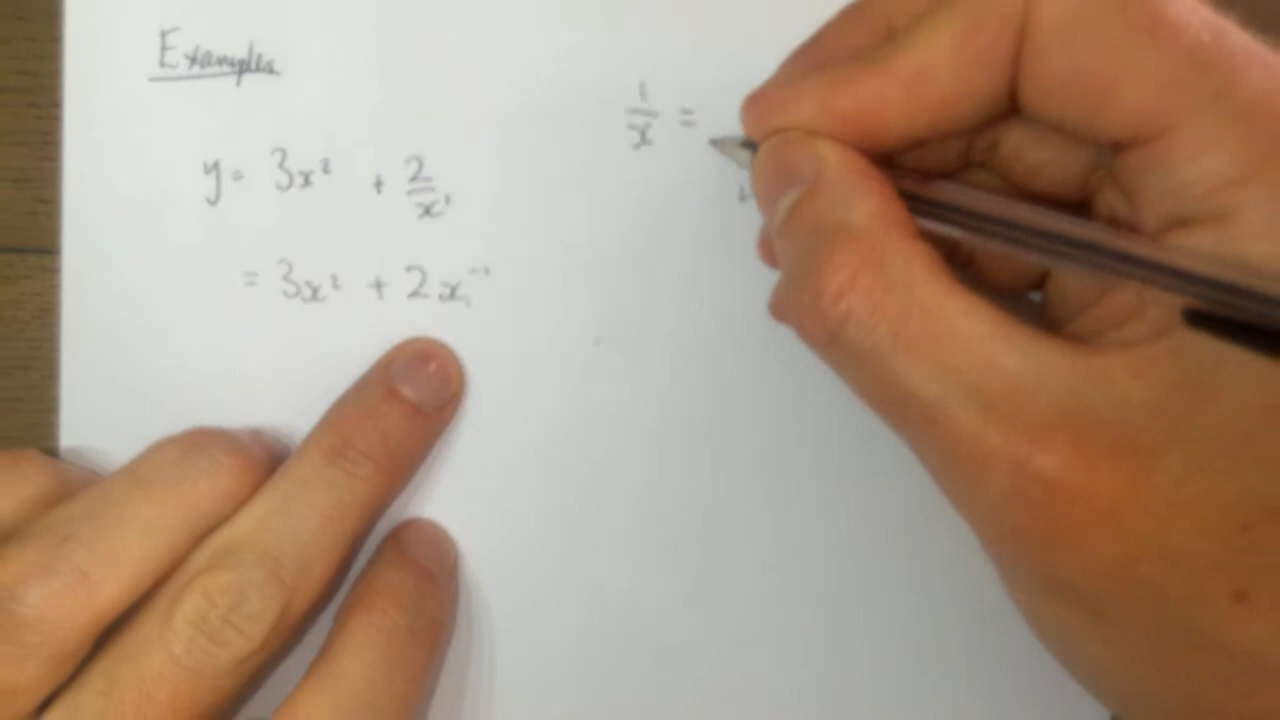 Examples
y = 3x² + 2/x¹
= 3x² + 2x⁻¹
1/x =